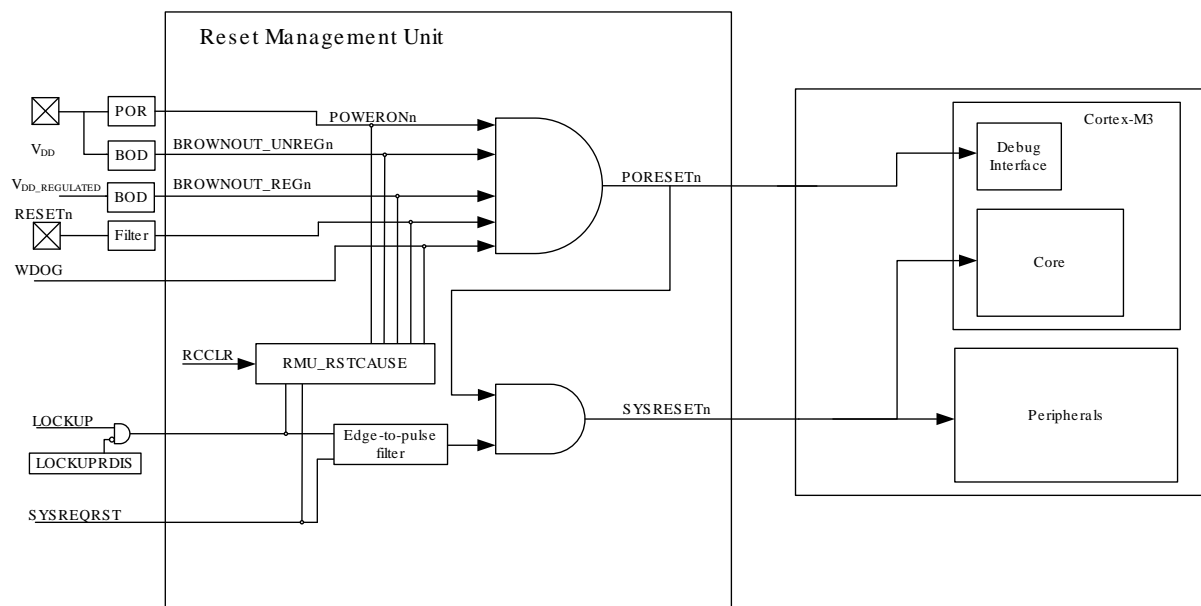 Reset Management Unit
POR
POWERONn
VDD
BOD
BROWNOUT_UNREGn
VDD_REGULATED
BOD
BROWNOUT_REGn
RESETn
Filter
WDOG
PORESETn
Cortex-M3
Debug
Interface
Core
RCCLR
RMU_RSTCAUSE
LOCKUP
LOCKUPRDIS
Edge-to-pulse
filter
SYSREQRST
SYSRESETn
Peripherals